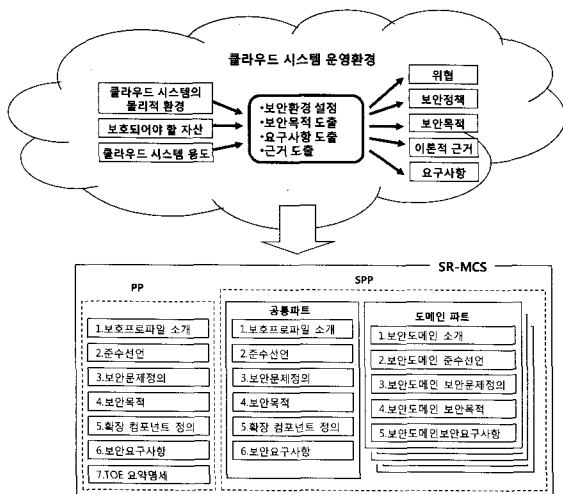 클라우드 시스템 운영환경
클라우드 시스템의
물리적 환경
보호되어야 할 자산
클라우드 시스템 용도
•보안환경 설정
•보안목적 도출
•요구사항 도출
•근거 도출
위협
보안정책
보안목적
이론적 근거
요구사항
SR-MCS
PP
1.보호프로파일 소개
2.준수선언
3.보안문제정의
4.보안목적
5.확장 컴포넌트 정의
6.보안요구사항
7.TOE 요약명세
SPP
공통파트
1.보호프로파일 소개
2.준수선언
3.보안문제정의
4.보안목적
5.확장 컴포넌트 정의
6.보안요구사항
도메인 파트
1.보안도메인 소개
2.보안도메인 준수선언
3.보안도메인 보안문제정의
4.보안도메인 보안목적
5.보안도메인보안요구사항